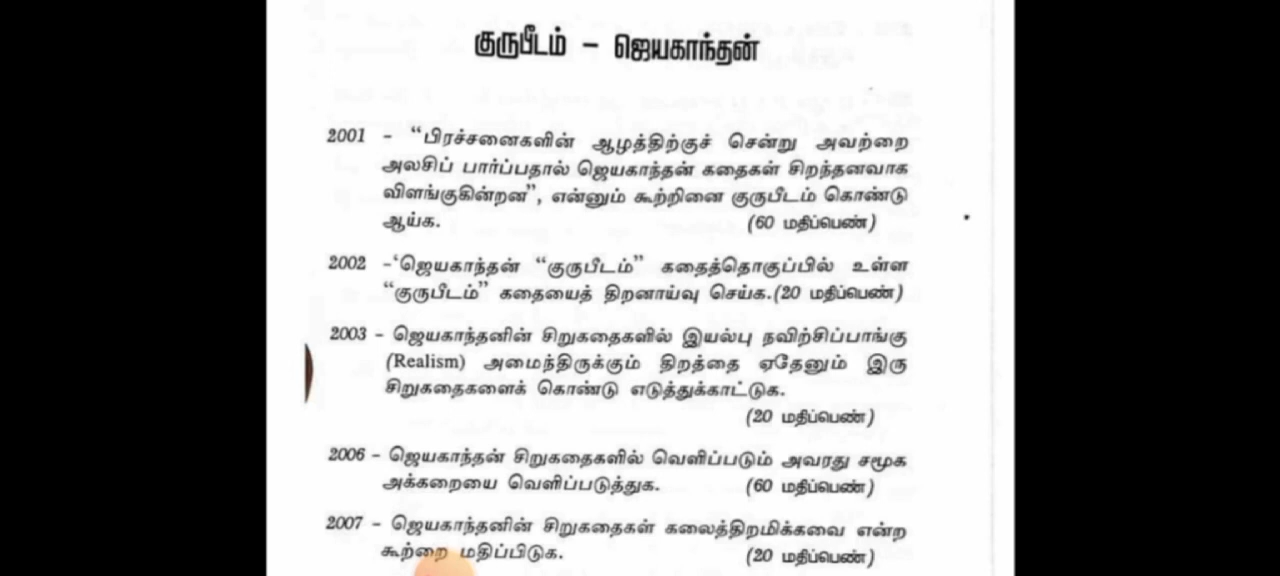 குருபீடம் – ஜெயகாந்தன்
2001 - “பிரச்சனைகளின் ஆழத்திற்குச் சென்று அவற்றை
அலசிப் பார்ப்பதால் ஜெயகாந்தன் கதைகள் சிறந்தனவாக
விளங்குகின்றன”, என்னும் கூற்றினை குருபீடம் கொண்டு
ஆய்க. (60 மதிப்பெண்)
2002 -‘ஜெயகாந்தன் “குருபீடம்” கதைத்தொகுப்பில் உள்ள
“குருபீடம்” கதையைத் திறனாய்வு செய்க.(20 மதிப்பெண்)
2003 - ஜெயகாந்தனின் சிறுகதைகளில் இயல்பு நவிற்சிப்பாங்கு
(Realism) அமைந்திருக்கும் திறத்தை ஏதேனும் இரு
சிறுகதைகளைக் கொண்டு எடுத்துக்காட்டுக.
(20 மதிப்பெண்)
2006 - ஜெயகாந்தன் சிறுகதைகளில் வெளிப்படும் அவரது சமூக
அக்கறையை வெளிப்படுத்துக. (60 மதிப்பெண்)
2007 - ஜெயகாந்தனின் சிறுகதைகள் கலைத்திறமிக்கவை என்ற
கூற்றை மதிப்பிடுக. (20 மதிப்பெண்)